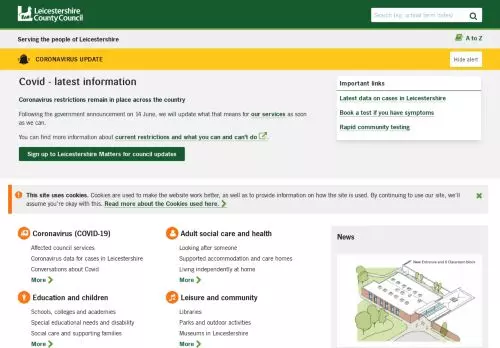 Leicestershire
County Council
Search (eg: school term dates)
Serving the people of Leicestershire
A to Z
CORONAVIRUS UPDATE
Hide alert
Covid - latest information
Coronavirus restrictions remain in place across the country
Following the government announcement on 14 June, we will update what that means for our services as soon
as we can.
You can find more information about current restrictions and what you can and can't do
Sign up to Leicestershire Matters for council updates
Important links
Latest data on cases in Leicestershire
Book a test if you have symptoms
Rapid community testing
This site uses cookies. Cookies are used to make the website work better, as well as to provide information on how the site is used. By continuing to use our site, we'll
assume you're okay with this. Read more about the Cookies used here.
Coronavirus (COVID-19)
Affected council services
Coronavirus data for cases in Leicestershire
Conversations about Covid
More
Adult social care and health
Looking after someone
Supported accommodation and care homes
Living independently at home
More
Education and children
Schools, colleges and academies
Special educational needs and disability
Social care and supporting families
More
Leisure and community
Libraries
Parks and outdoor activities
Museums in Leicestershire
More
News
New Entrance and 6 Classroom block